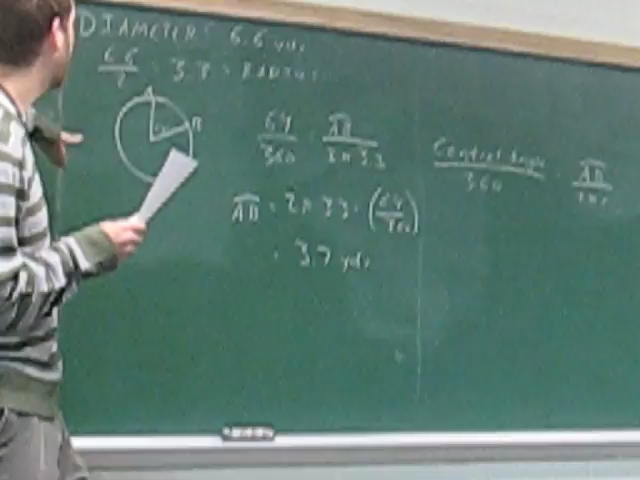 DIAMETER: 6.6 yds.
6.6 / 2 = 3.3 = RADIUS
A
B
64 / 360 = AB / 2π 3.3
Central Angle / 360 = AB / 2πr
AB = 2π 3.3 · (64 / 360)
= 3.7 yds.